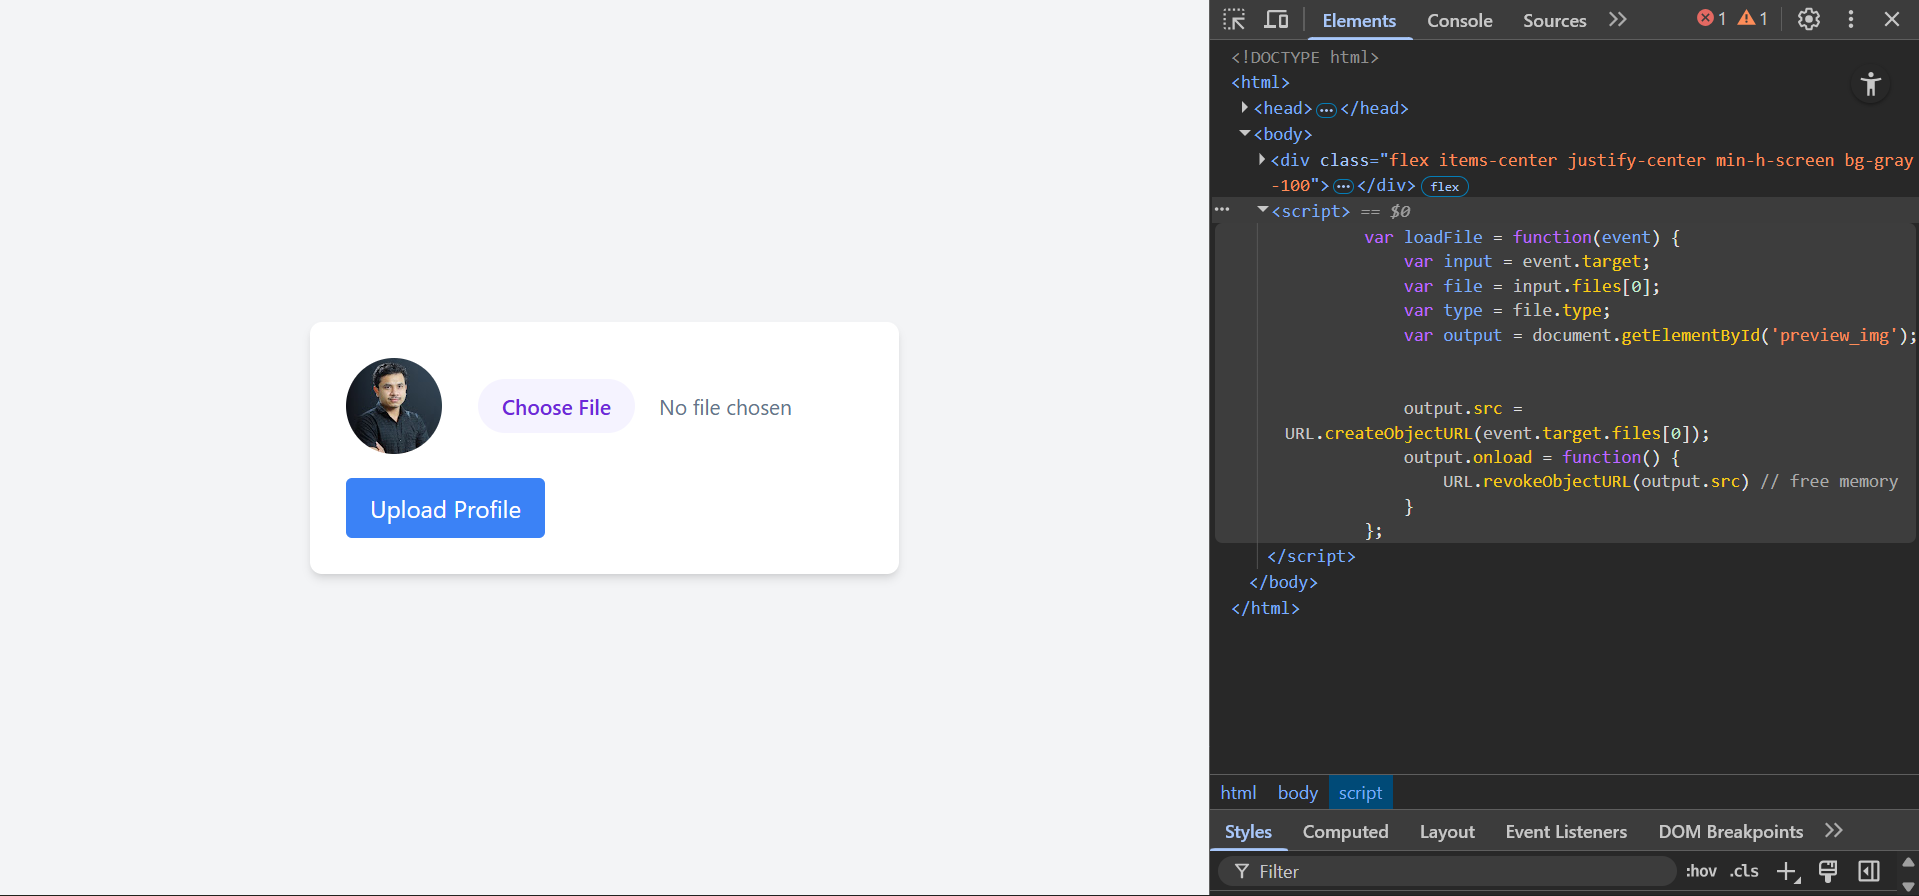 Choose File
No file chosen
Upload Profile
Elements
Console
Sources
1
1
<!DOCTYPE html>
<html>
<head>…</head>
<body>
<div class="flex items-center justify-center min-h-screen bg-gray
-100">…</div> flex
… <script> == $0
var loadFile = function(event) {
var input = event.target;
var file = input.files[0];
var type = file.type;
var output = document.getElementById('preview_img');
output.src =
URL.createObjectURL(event.target.files[0]);
output.onload = function() {
URL.revokeObjectURL(output.src) // free memory
}
};
</script>
</body>
</html>
html body script
Styles Computed Layout Event Listeners DOM Breakpoints
Filter :hov .cls